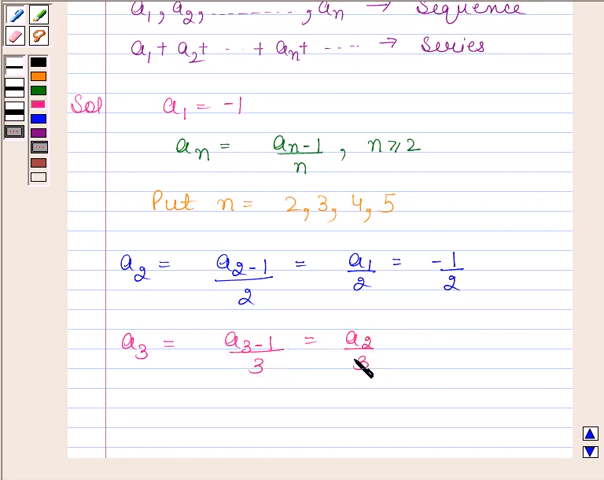 a₁, a₂, ........., aₙ → Sequence
a₁ + a₂ + ... + aₙ + .... → Series
Sol a₁ = -1
aₙ = aₙ₋₁/n , n ≥ 2
Put n = 2, 3, 4, 5
a₂ = a₂₋₁/2 = a₁/2 = -1/2
a₃ = a₃₋₁/3 = a₂/3